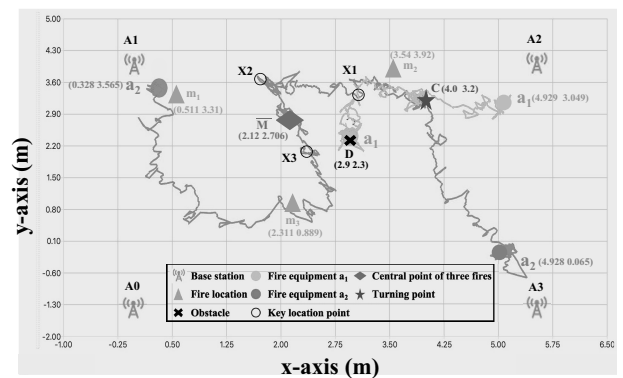 5.00
4.30
3.60
2.90
2.20
1.50
0.80
0.10
-0.60
-1.30
-2.00
y-axis (m)
A1
A2
X2
X1
(3.54 3.92)
m₂
C (4.0 3.2)
(0.328 3.565)
a₂
m₁
(0.511 3.31)
a₁ (4.929 3.049)
M
(2.12 2.706)
a₁
D
(2.9 2.3)
X3
m₃
(2.311 0.889)
a₂ (4.928 0.065)
A0
A3
Base station
Fire equipment a₁
Central point of three fires
Fire location
Fire equipment a₂
Turning point
Obstacle
Key location point
-1.00
-0.25
0.50
1.25
2.00
2.75
3.50
4.25
5.00
5.75
6.50
x-axis (m)